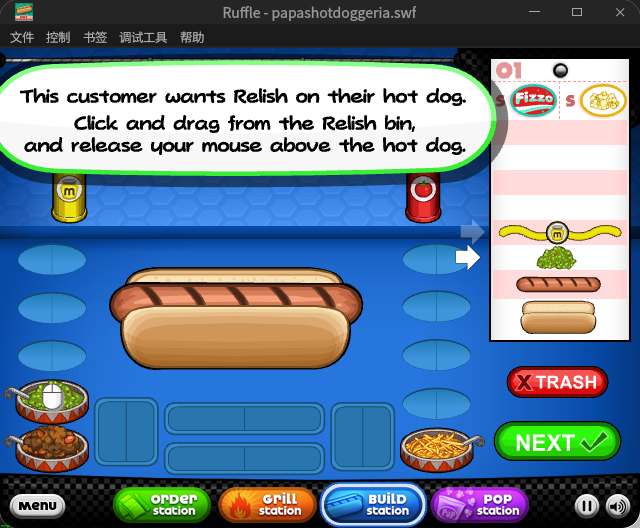 Ruffle - papashotdoggeria.swf
文件 控制 书签 调试工具 帮助
This customer wants Relish on their hot dog.
Click and drag from the Relish bin,
and release your mouse above the hot dog.
01
S Fizzo S
m
m
X TRASH
NEXT
MENU
ORDER Station
GRILL Station
BUILD Station
POP Station